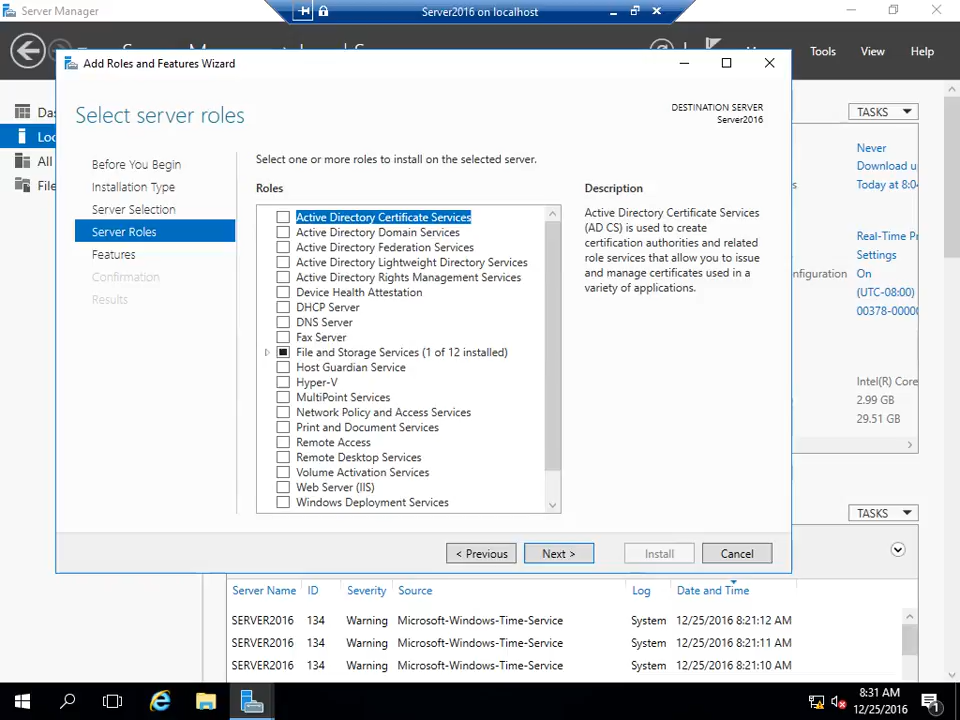 Server Manager
Server2016 on localhost
Tools
View
Help
Add Roles and Features Wizard
Select server roles
DESTINATION SERVER
Server2016
TASKS
Before You Begin
Installation Type
Server Selection
Server Roles
Features
Confirmation
Results
Select one or more roles to install on the selected server.
Roles
Active Directory Certificate Services
Active Directory Domain Services
Active Directory Federation Services
Active Directory Lightweight Directory Services
Active Directory Rights Management Services
Device Health Attestation
DHCP Server
DNS Server
Fax Server
File and Storage Services (1 of 12 installed)
Host Guardian Service
Hyper-V
MultiPoint Services
Network Policy and Access Services
Print and Document Services
Remote Access
Remote Desktop Services
Volume Activation Services
Web Server (IIS)
Windows Deployment Services
Description
Active Directory Certificate Services
(AD CS) is used to create
certification authorities and related
role services that allow you to issue
and manage certificates used in a
variety of applications.
< Previous
Next >
Install
Cancel
Das
Loc
All
File
Never
Download u
Today at 8:04
Real-Time Pr
Settings
nfiguration On
(UTC-08:00)
00378-00000
Intel(R) Core
2.99 GB
29.51 GB
TASKS
Server Name ID Severity Source Log Date and Time
SERVER2016 134 Warning Microsoft-Windows-Time-Service System 12/25/2016 8:21:12 AM
SERVER2016 134 Warning Microsoft-Windows-Time-Service System 12/25/2016 8:21:11 AM
SERVER2016 134 Warning Microsoft-Windows-Time-Service System 12/25/2016 8:21:10 AM
8:31 AM
12/25/2016
1